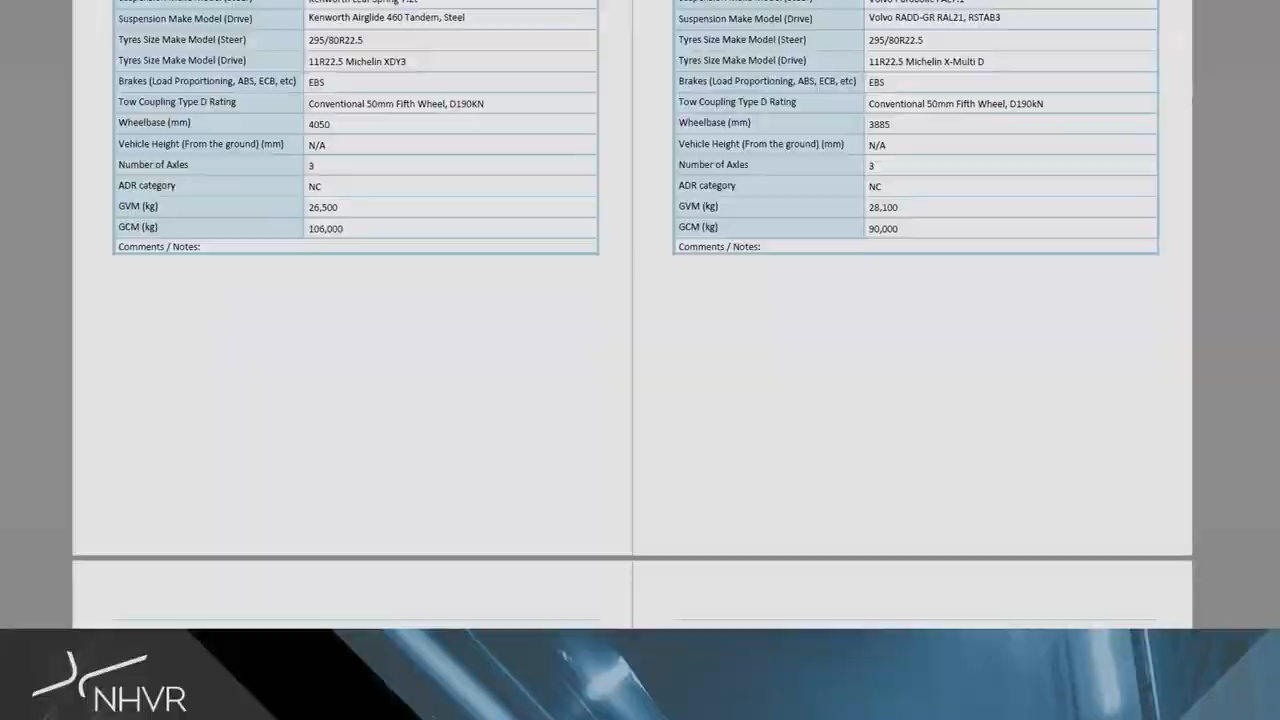 Suspension Make Model (Drive) Kenworth Airglide 460 Tandem, Steel
Tyres Size Make Model (Steer) 295/80R22.5
Tyres Size Make Model (Drive) 11R22.5 Michelin XDY3
Brakes (Load Proportioning, ABS, ECB, etc) EBS
Tow Coupling Type D Rating Conventional 50mm Fifth Wheel, D190KN
Wheelbase (mm) 4050
Vehicle Height (From the ground) (mm) N/A
Number of Axles 3
ADR category NC
GVM (kg) 26,500
GCM (kg) 106,000
Comments / Notes:
Suspension Make Model (Drive) Volvo RADD-GR RAL21, RSTAB3
Tyres Size Make Model (Steer) 295/80R22.5
Tyres Size Make Model (Drive) 11R22.5 Michelin X-Multi D
Brakes (Load Proportioning, ABS, ECB, etc) EBS
Tow Coupling Type D Rating Conventional 50mm Fifth Wheel, D190kN
Wheelbase (mm) 3885
Vehicle Height (From the ground) (mm) N/A
Number of Axles 3
ADR category NC
GVM (kg) 28,100
GCM (kg) 90,000
Comments / Notes:
NHVR